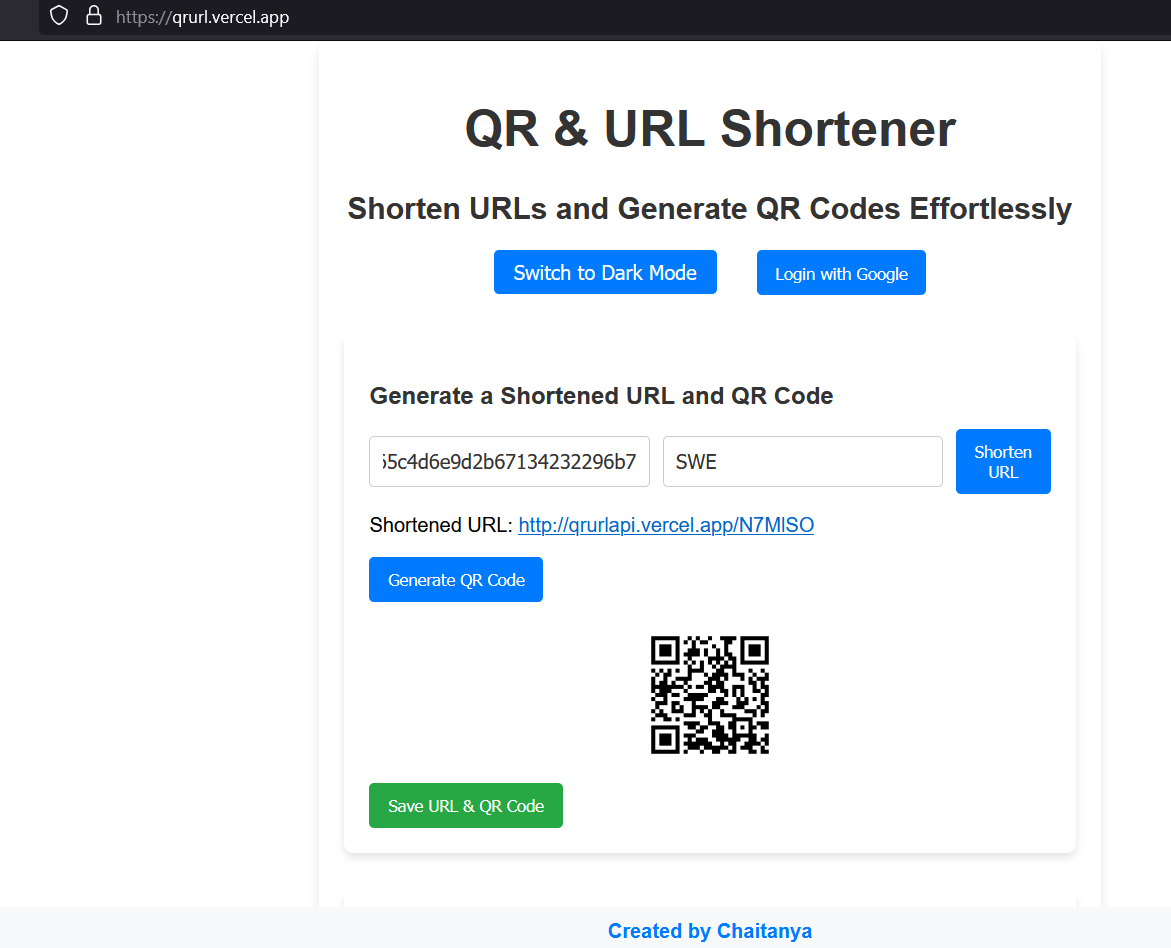 https://qrurl.vercel.app
QR & URL Shortener
Shorten URLs and Generate QR Codes Effortlessly
Switch to Dark Mode
Login with Google
Generate a Shortened URL and QR Code
55c4d6e9d2b67134232296b7
SWE
Shorten
URL
Shortened URL: http://qrurlapi.vercel.app/N7MlSO
Generate QR Code
Save URL & QR Code
Created by Chaitanya